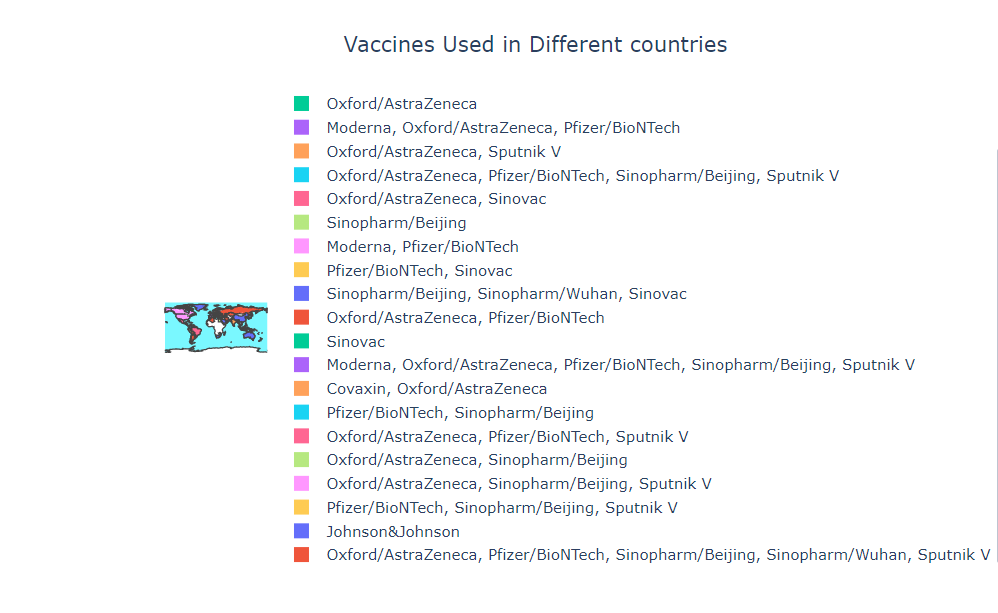 Vaccines Used in Different countries
Oxford/AstraZeneca
Moderna, Oxford/AstraZeneca, Pfizer/BioNTech
Oxford/AstraZeneca, Sputnik V
Oxford/AstraZeneca, Pfizer/BioNTech, Sinopharm/Beijing, Sputnik V
Oxford/AstraZeneca, Sinovac
Sinopharm/Beijing
Moderna, Pfizer/BioNTech
Pfizer/BioNTech, Sinovac
Sinopharm/Beijing, Sinopharm/Wuhan, Sinovac
Oxford/AstraZeneca, Pfizer/BioNTech
Sinovac
Moderna, Oxford/AstraZeneca, Pfizer/BioNTech, Sinopharm/Beijing, Sputnik V
Covaxin, Oxford/AstraZeneca
Pfizer/BioNTech, Sinopharm/Beijing
Oxford/AstraZeneca, Pfizer/BioNTech, Sputnik V
Oxford/AstraZeneca, Sinopharm/Beijing
Oxford/AstraZeneca, Sinopharm/Beijing, Sputnik V
Pfizer/BioNTech, Sinopharm/Beijing, Sputnik V
Johnson&Johnson
Oxford/AstraZeneca, Pfizer/BioNTech, Sinopharm/Beijing, Sinopharm/Wuhan, Sputnik V